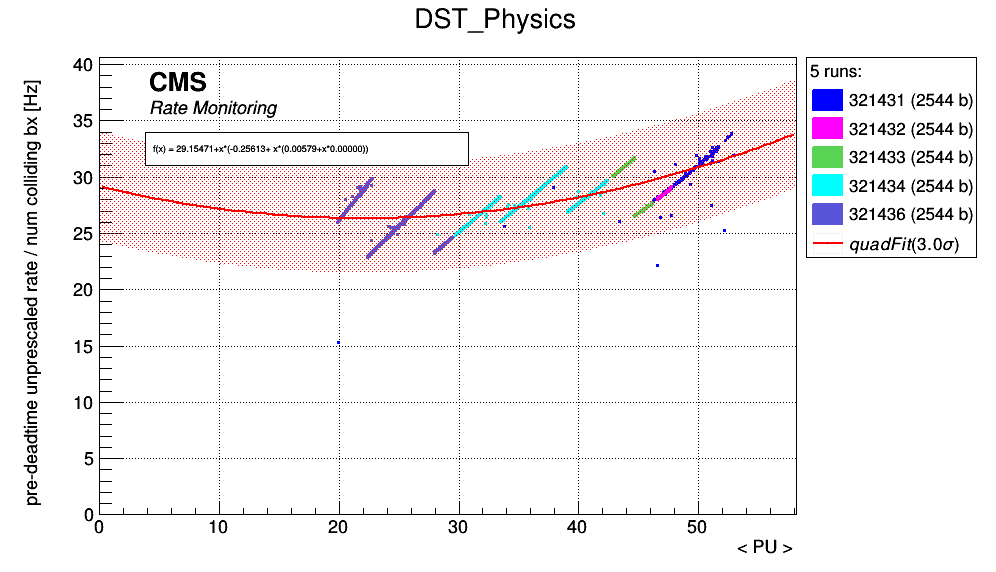 DST_Physics
pre-deadtime unprescaled rate / num colliding bx [Hz]
40
35
30
25
20
15
10
5
0
CMS
Rate Monitoring
f(x) = 29.15471+x*(-0.25613+ x*(0.00579+x*0.00000))
0 10 20 30 40 50
< PU >
5 runs:
321431 (2544 b)
321432 (2544 b)
321433 (2544 b)
321434 (2544 b)
321436 (2544 b)
quadFit(3.0σ)